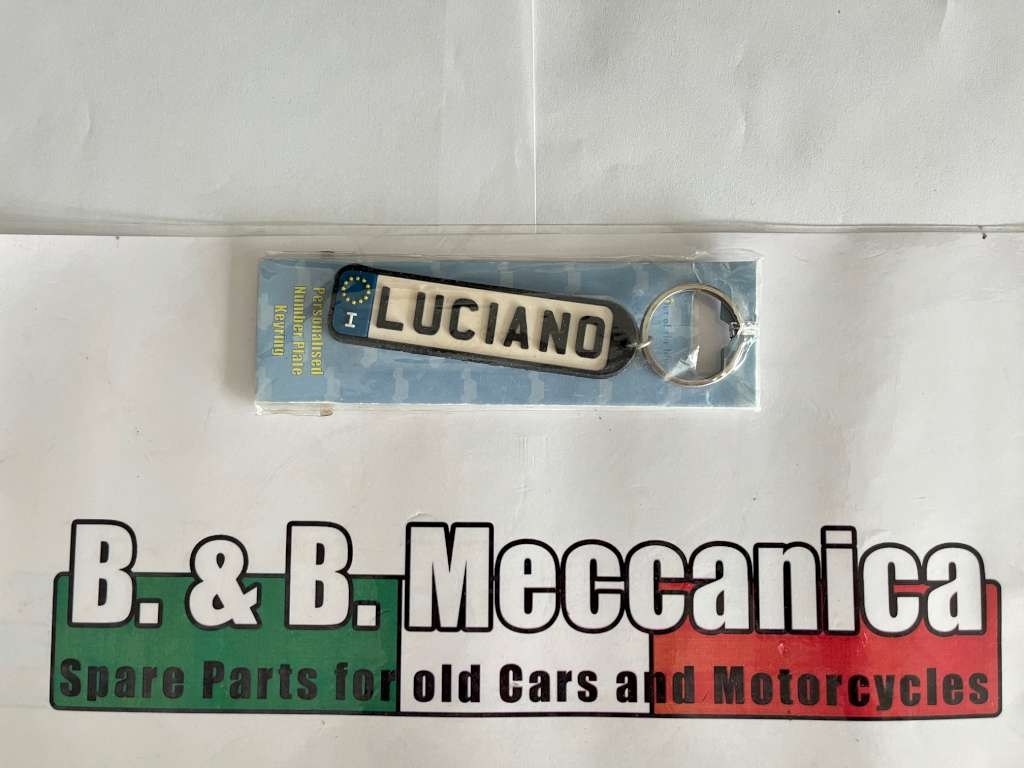 Personalised
Number Plate
Keyring
I
LUCIANO
B. & B. Meccanica
Spare Parts for old Cars and Motorcycles